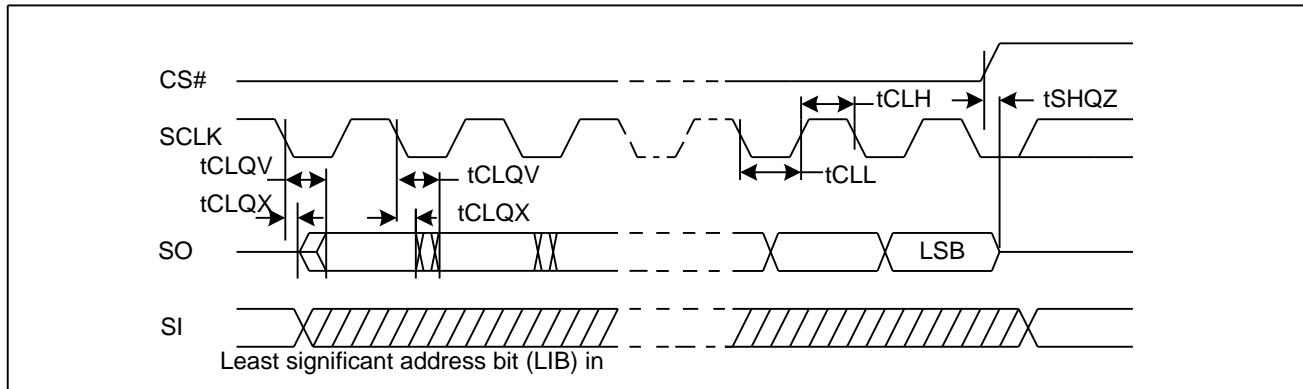 CS#
tCLH
tSHQZ
SCLK
tCLQV
tCLQV
tCLL
tCLQX
tCLQX
SO
LSB
SI
Least significant address bit (LIB) in